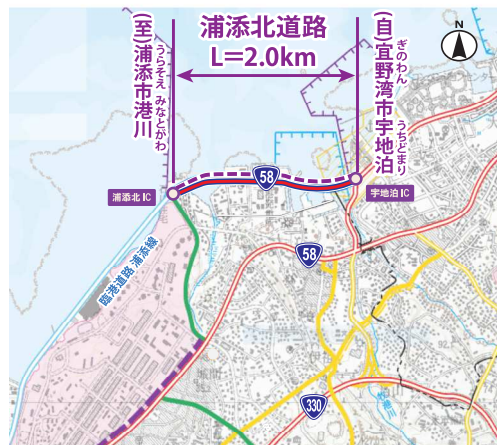 浦添北道路
L=2.0km
(至)浦添市港川
うらそえ みなとがわ
(自)宜野湾市宇地泊
ぎのわん うちどまり
N
58
浦添北IC
宇地泊IC
臨港道路 浦添線
58
330